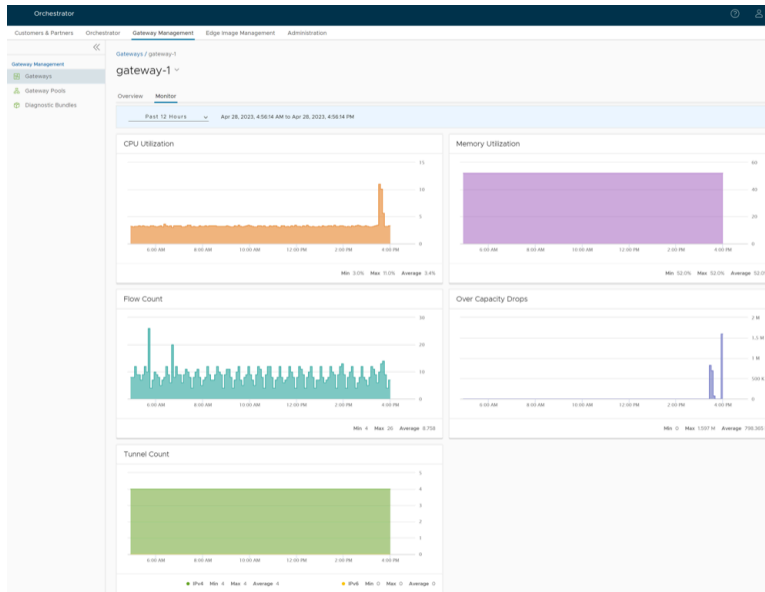 Orchestrator
Customers & Partners Orchestrator Gateway Management Edge Image Management Administration
Gateway Management
Gateways
Gateway Pools
Diagnostic Bundles
Gateways / gateway-1
gateway-1
Overview Monitor
Past 12 Hours Apr 28, 2023, 4:56:14 AM to Apr 28, 2023, 4:56:14 PM
CPU Utilization
15
10
5
0
6:00 AM 8:00 AM 10:00 AM 12:00 PM 2:00 PM 4:00 PM
Min 3.0% Max 11.0% Average 3.4%
Memory Utilization
60
40
20
0
6:00 AM 8:00 AM 10:00 AM 12:00 PM 2:00 PM 4:00 PM
Min 52.0% Max 52.0% Average 52.0
Flow Count
30
20
10
0
6:00 AM 8:00 AM 10:00 AM 12:00 PM 2:00 PM 4:00 PM
Min 4 Max 26 Average 8.758
Over Capacity Drops
2 M
1.5 M
1 M
500 K
0
6:00 AM 8:00 AM 10:00 AM 12:00 PM 2:00 PM 4:00 PM
Min 0 Max 1.597 M Average
Tunnel Count
5
4
3
2
1
0
6:00 AM 8:00 AM 10:00 AM 12:00 PM 2:00 PM 4:00 PM
IPv4 Min 4 Max 4 Average 4 IPv6 Min 0 Max 0 Average 0